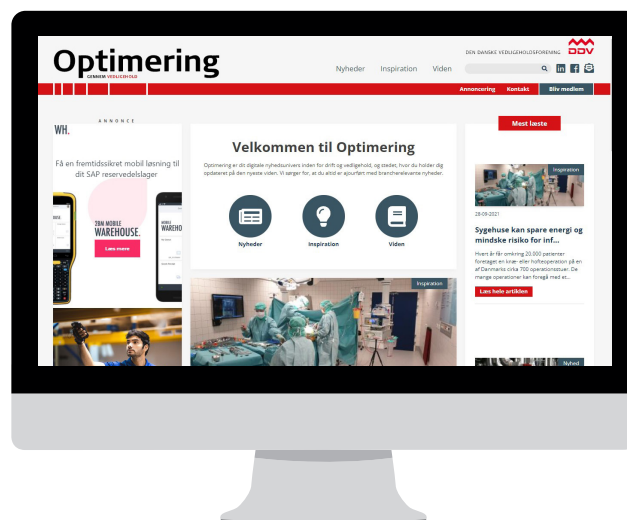 Optimering
GENNEM VEDLIGEHOLD
DEN DANSKE VEDLIGEHOLDSFORENING
DDV
Nyheder Inspiration Viden
in f
Annoncering Kontakt Bliv medlem
ANNONCE
WH.
Få en fremtidssikret mobil løsning til
dit SAP reservedelslager
2BM MOBILE
WAREHOUSE.
Læs mere
MOBILE
WAREHO
Velkommen til Optimering
Optimering er dit digitale nyhedsunivers inden for drift og vedligehold, og stedet, hvor du holder dig
opdateret på den nyeste viden. Vi sørger for, at du altid er ajourført med brancherelevante nyheder.
Nyheder Inspiration Viden
Inspiration
Mest læste
Inspiration
28-09-2021
Sygehuse kan spare energi og
mindske risiko for inf...
Hvert år får omkring 20.000 patienter
foretaget en knæ- eller hofteoperation på en
af Danmarks cirka 700 operationsstuer. De
mange operationer kan foregå med et...
Læs hele artiklen
Nyhed